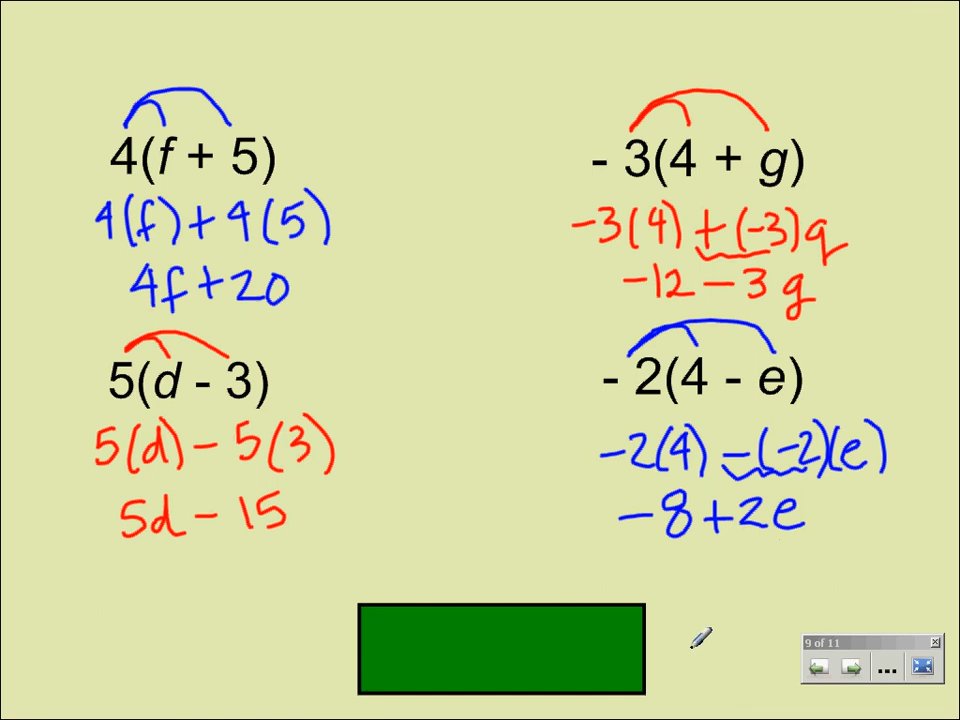 4(f + 5)
4(f) + 4(5)
4f + 20
5(d - 3)
5(d) - 5(3)
5d - 15
- 3(4 + g)
-3(4) + (-3)g
-12 - 3g
- 2(4 - e)
-2(4) - (-2)(e)
-8 + 2e
9 of 11